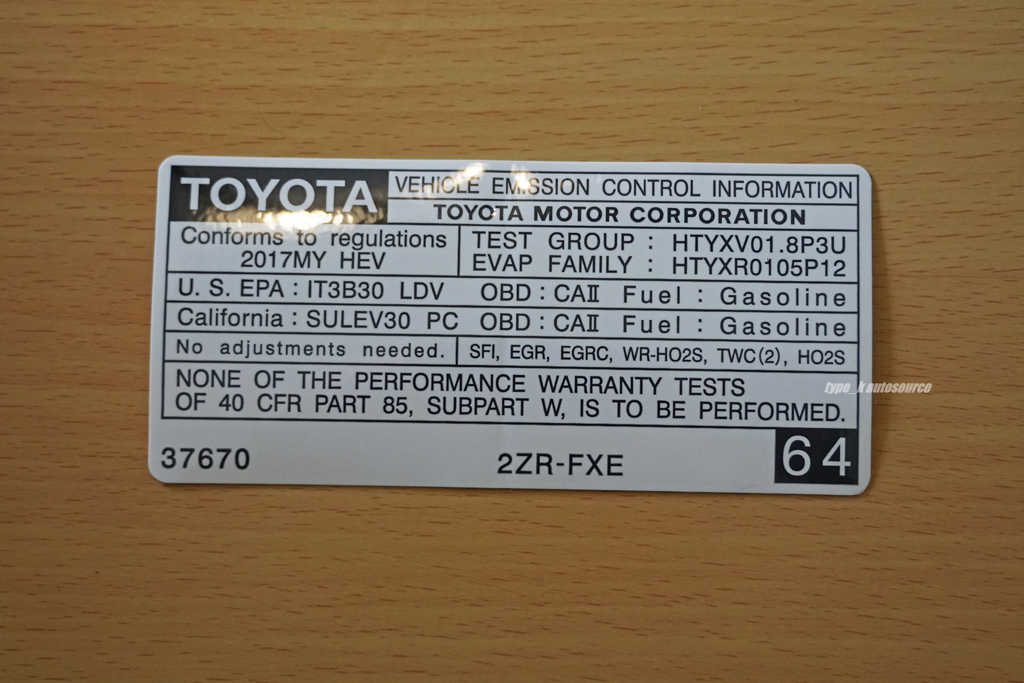 TOYOTA
VEHICLE EMISSION CONTROL INFORMATION
TOYOTA MOTOR CORPORATION
Conforms to regulations
2017MY HEV
TEST GROUP : HTYXV01.8P3U
EVAP FAMILY : HTYXR0105P12
U. S. EPA : IT3B30 LDV OBD : CAⅡ Fuel : Gasoline
California : SULEV30 PC OBD : CAⅡ Fuel : Gasoline
No adjustments needed.
SFI, EGR, EGRC, WR-HO2S, TWC(2), HO2S
NONE OF THE PERFORMANCE WARRANTY TESTS
OF 40 CFR PART 85, SUBPART W, IS TO BE PERFORMED.
type_k autosource
37670
2ZR-FXE
64